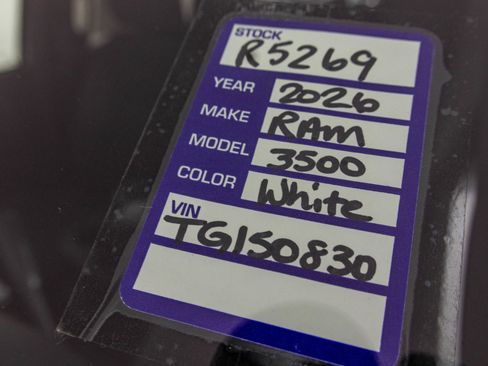 STOCK
R5269
YEAR 2026
MAKE RAM
MODEL 3500
COLOR White
VIN
TG150830